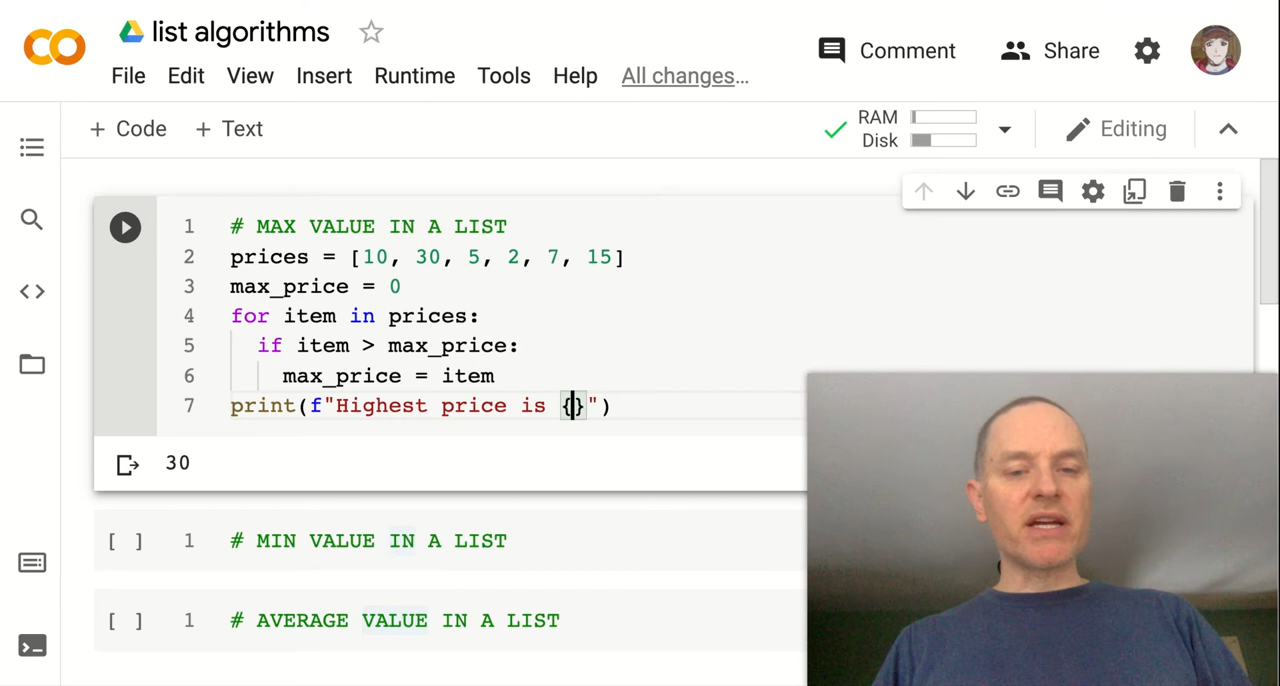 list algorithms
Comment
Share
File Edit View Insert Runtime Tools Help All changes…
+ Code + Text
RAM
Disk
Editing
1 # MAX VALUE IN A LIST
2 prices = [10, 30, 5, 2, 7, 15]
3 max_price = 0
4 for item in prices:
5 if item > max_price:
6 max_price = item
7 print(f"Highest price is {}")
30
[ ] 1 # MIN VALUE IN A LIST
[ ] 1 # AVERAGE VALUE IN A LIST